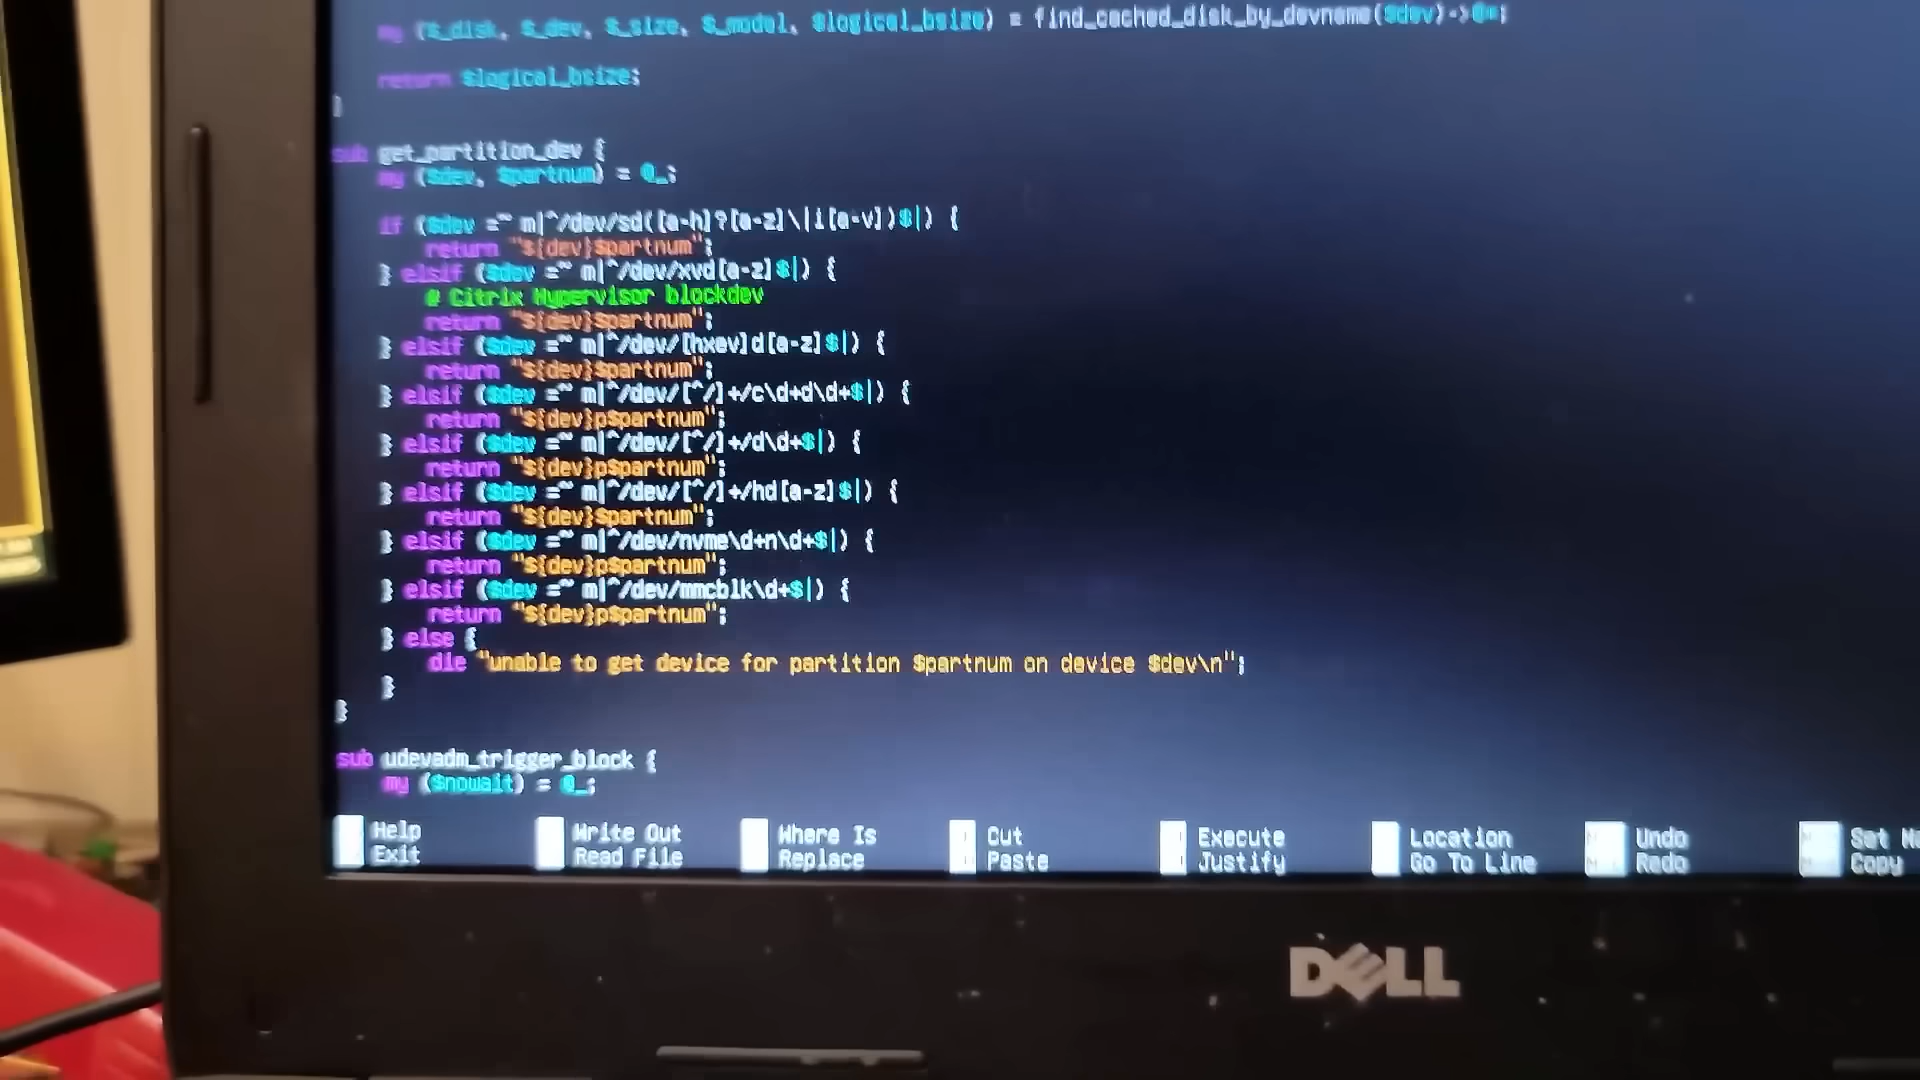 my ($_disk, $_dev, $_size, $_model, $logical_bsize) = find_cached_disk_by_devname($dev)->@*;
return $logical_bsize;
}
sub get_partition_dev {
my ($dev, $partnum) = @_;
if ($dev =~ m|^/dev/sd([a-h]?[a-z]\|i[a-v])$|) {
return "${dev}$partnum";
} elsif ($dev =~ m|^/dev/xvd[a-z]$|) {
# Citrix Hypervisor blockdev
return "${dev}$partnum";
} elsif ($dev =~ m|^/dev/[hxev]d[a-z]$|) {
return "${dev}$partnum";
} elsif ($dev =~ m|^/dev/[^/]+/c\d+d\d+$|) {
return "${dev}p$partnum";
} elsif ($dev =~ m|^/dev/[^/]+/d\d+$|) {
return "${dev}p$partnum";
} elsif ($dev =~ m|^/dev/[^/]+/hd[a-z]$|) {
return "${dev}$partnum";
} elsif ($dev =~ m|^/dev/nvme\d+n\d+$|) {
return "${dev}p$partnum";
} elsif ($dev =~ m|^/dev/mmcblk\d+$|) {
return "${dev}p$partnum";
} else {
die "unable to get device for partition $partnum on device $dev\n";
}
}
sub udevadm_trigger_block {
my ($nowait) = @_;
Help Write Out Where Is Cut Execute Location Undo Set
Exit Read File Replace Paste Justify Go To Line Redo Copy
DELL